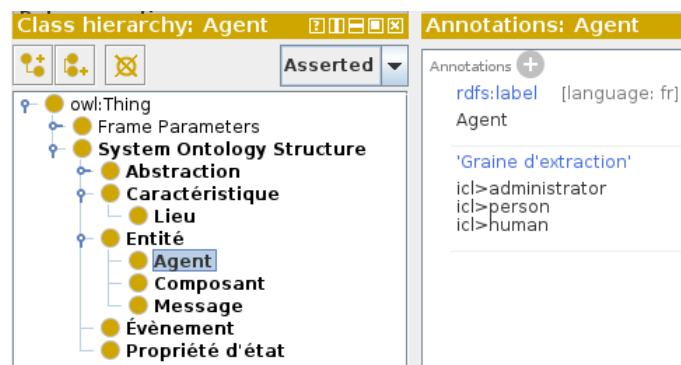 Class hierarchy: Agent
Annotations: Agent
Asserted
Annotations
owl:Thing
Frame Parameters
System Ontology Structure
Abstraction
Caractéristique
Lieu
Entité
Agent
Composant
Message
Évènement
Propriété d'état
rdfs:label [language: fr]
Agent
'Graine d'extraction'
icl>administrator
icl>person
icl>human